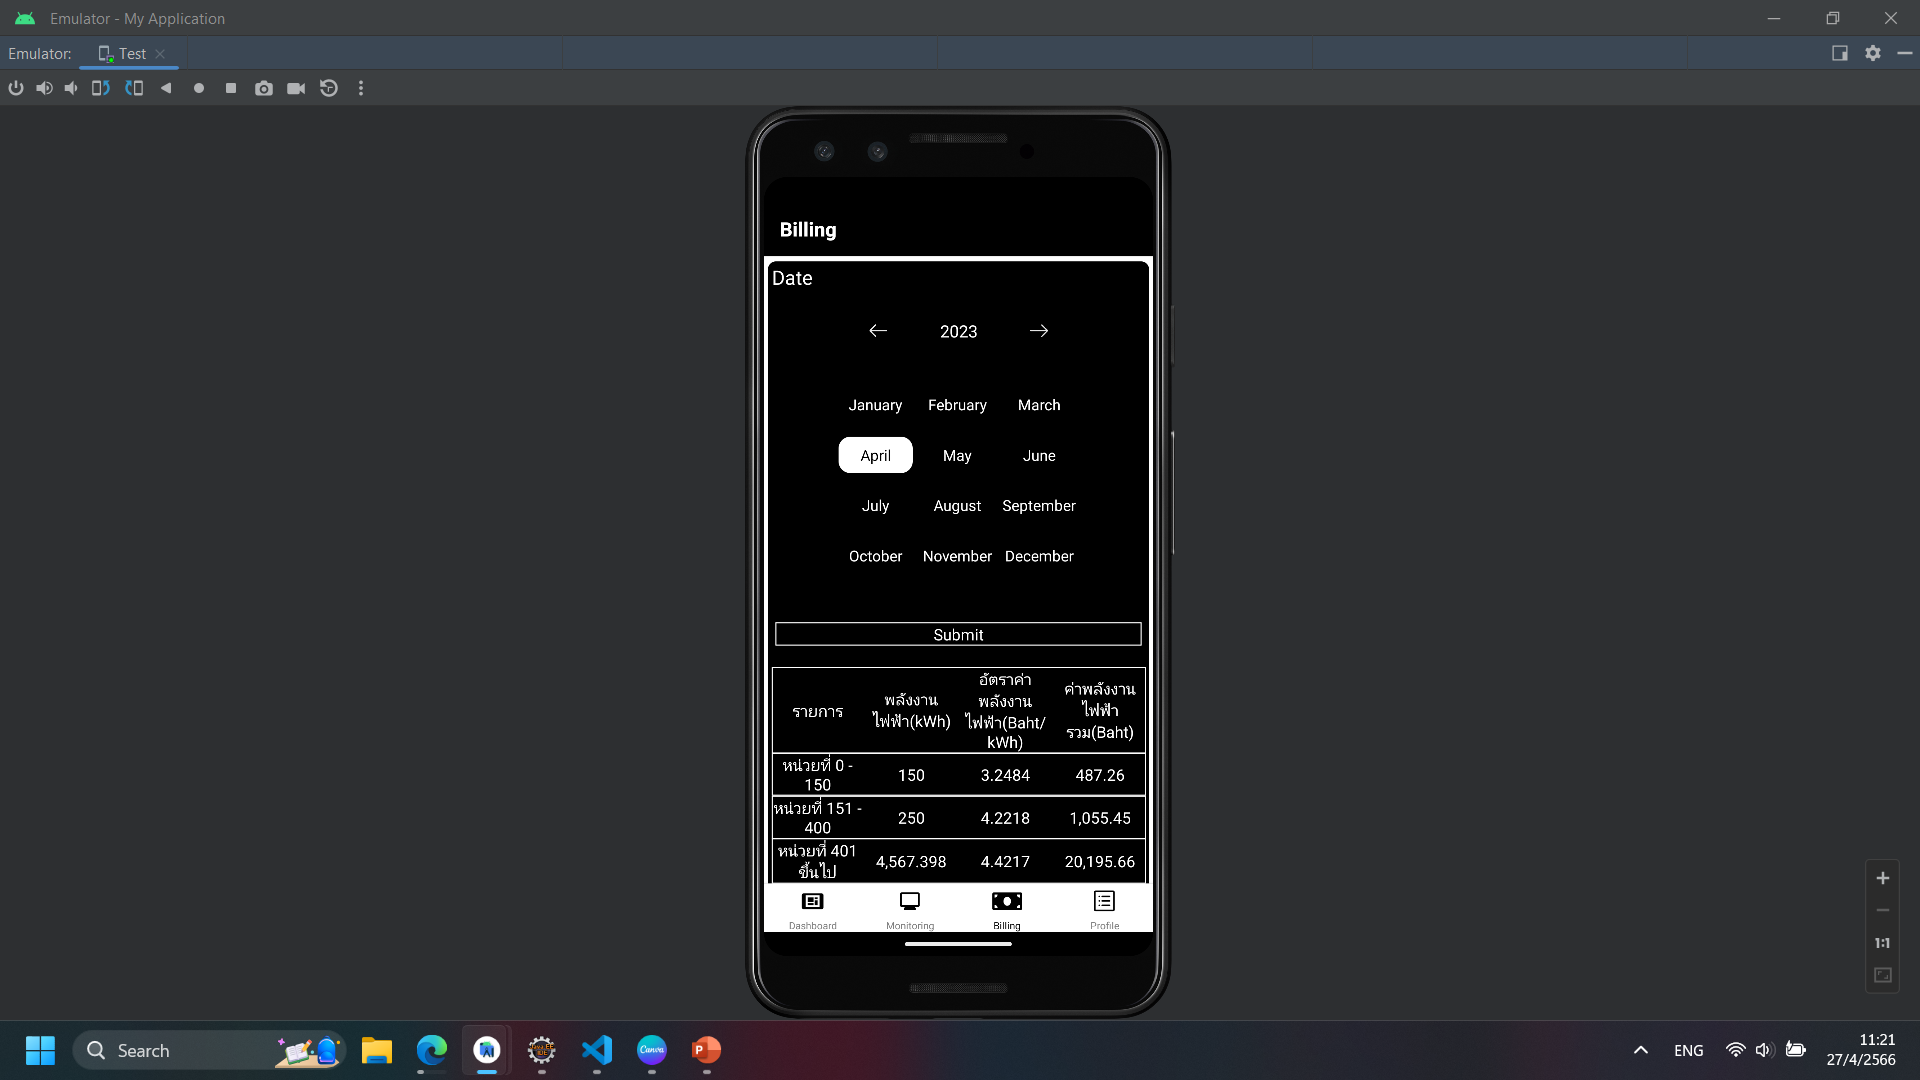 Emulator - My Application
Emulator:
Test
Billing
Date
2023
January
February
March
April
May
June
July
August
September
October
November
December
Submit
รายการ
พลังงาน
ไฟฟ้า(kWh)
อัตราค่า
พลังงาน
ไฟฟ้า(Baht/
kWh)
ค่าพลังงาน
ไฟฟ้า
รวม(Baht)
หน่วยที่ 0 -
150
150
3.2484
487.26
หน่วยที่ 151 -
400
250
4.2218
1,055.45
หน่วยที่ 401
ขึ้นไป
4,567.398
4.4217
20,195.66
Dashboard
Monitoring
Billing
Profile
1:1
Search
Canva
P
ENG
11:21
27/4/2566